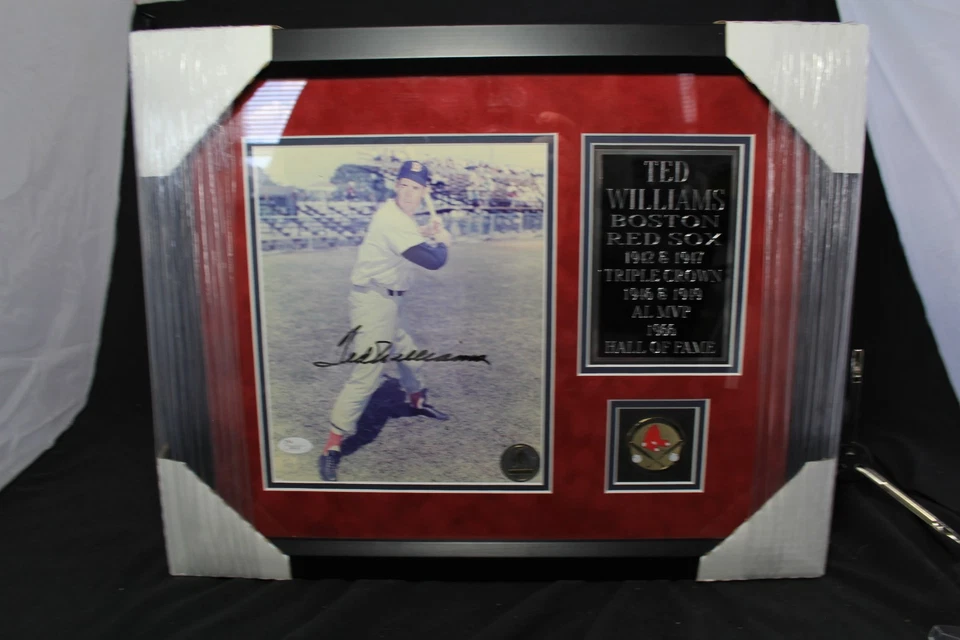 TED
WILLIAMS
BOSTON
RED SOX
1942 & 1947
TRIPLE CROWN
1946 & 1949
AL MVP
1966
HALL OF FAME
B
Ted Williams